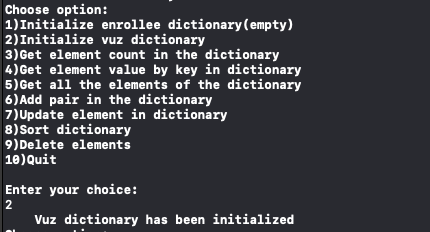 Choose option:
1)Initialize enrollee dictionary(empty)
2)Initialize vuz dictionary
3)Get element count in the dictionary
4)Get element value by key in dictionary
5)Get all the elements of the dictionary
6)Add pair in the dictionary
7)Update element in dictionary
8)Sort dictionary
9)Delete elements
10)Quit
Enter your choice:
2
Vuz dictionary has been initialized